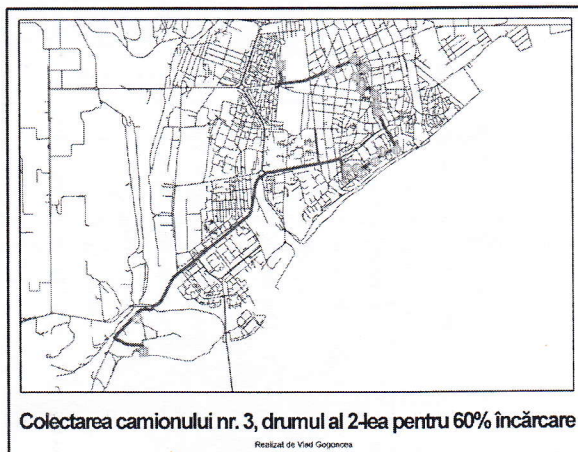 Colectarea camionului nr. 3, drumul al 2-lea pentru 60% încărcare
Realizat de Vlad Gogoncea